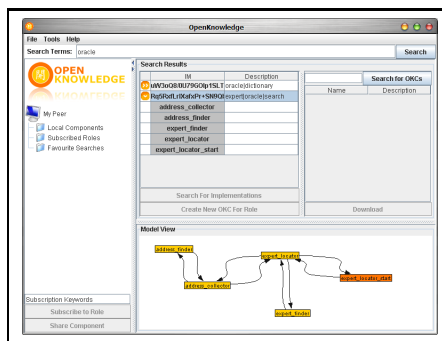 OpenKnowledge
File Tools Help
Search Terms: oracle
Search
OPEN
KNOWLEDGE
My Peer
Local Components
Subscribed Roles
Favourite Searches
Subscription Keywords
Subscribe to Role
Share Component
Search Results
IM Description
oracle|dictionary
expert|oracle|search
address_collector
address_finder
expert_finder
expert_locator
expert_locator_start
Search For Implementations
Create New OKC For Role
Search for OKCs
Name Description
Download
Model View
address_finder
expert_locator
expert_locator_start
address_collector
expert_finder